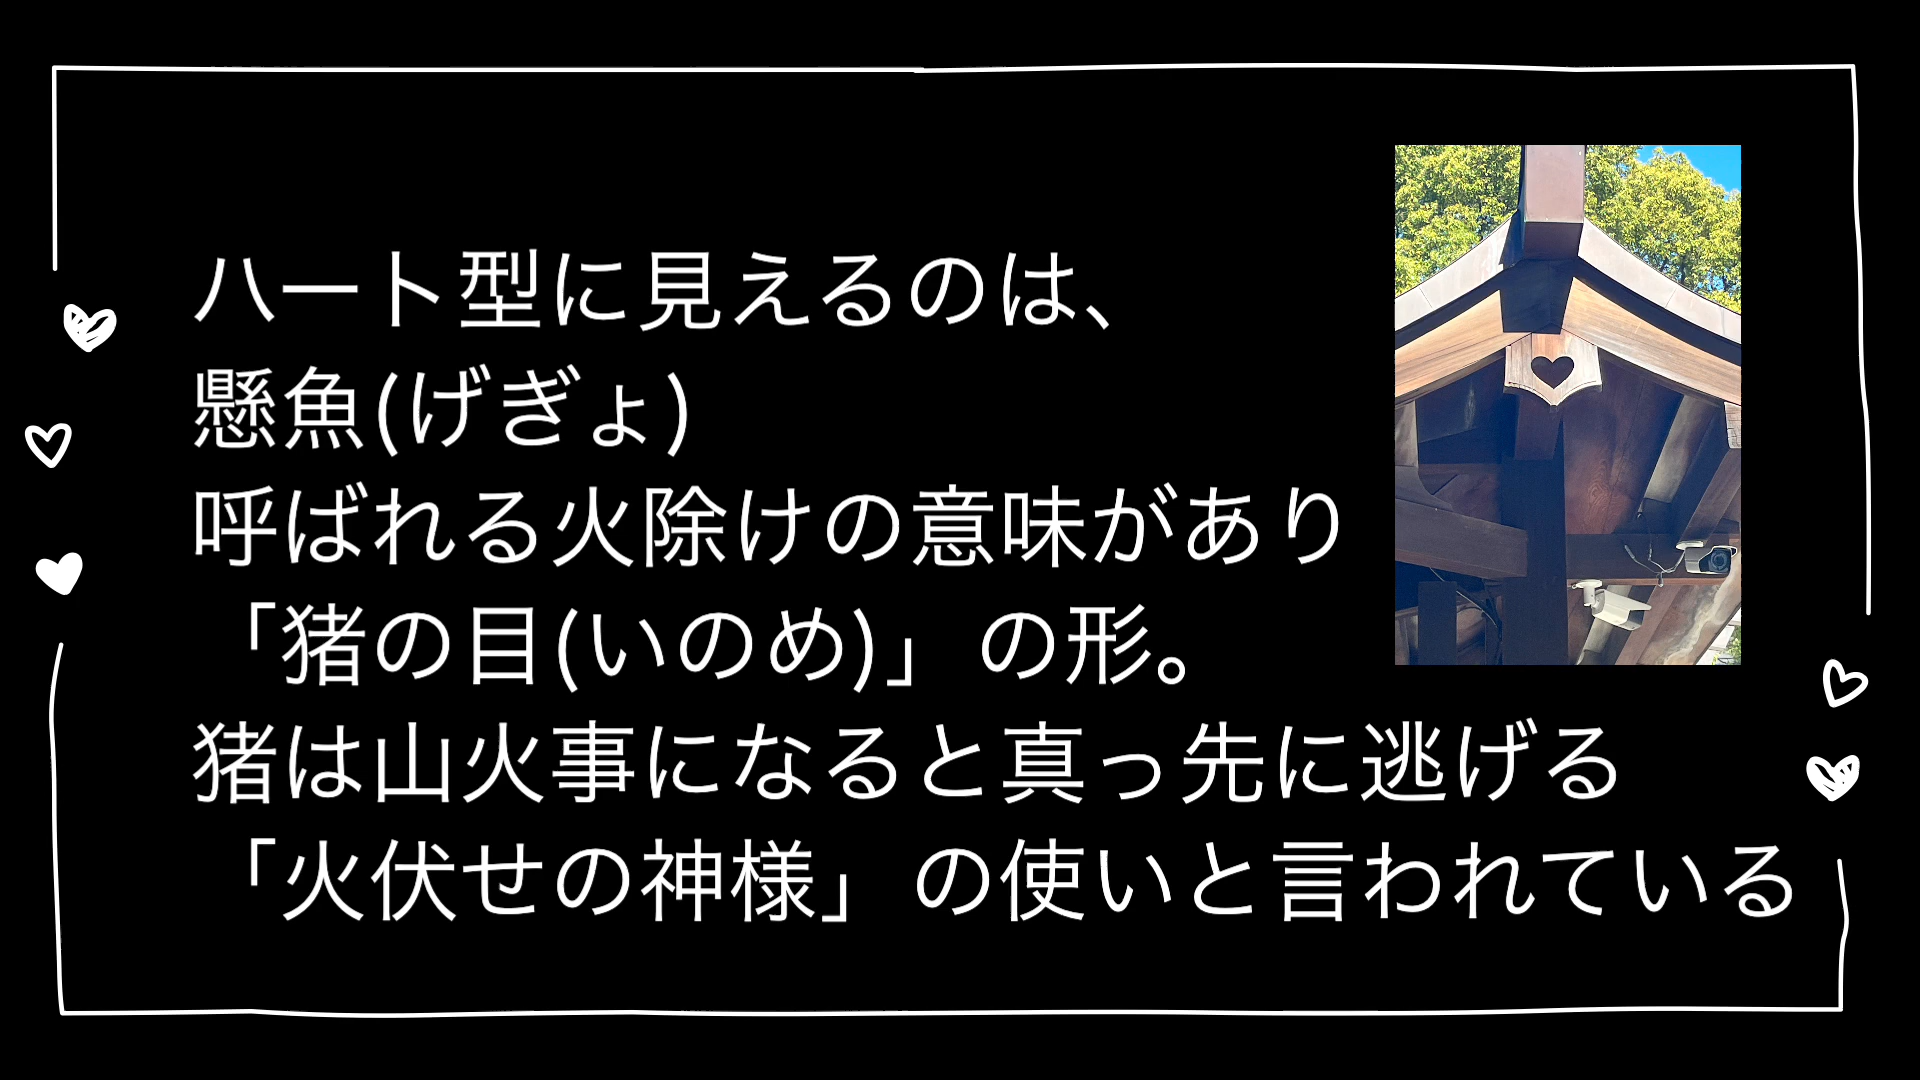 ハート型に見えるのは、
懸魚(げぎょ)
呼ばれる火除けの意味があり
「猪の目(いのめ)」の形。
猪は山火事になると真っ先に逃げる
「火伏せの神様」の使いと言われている